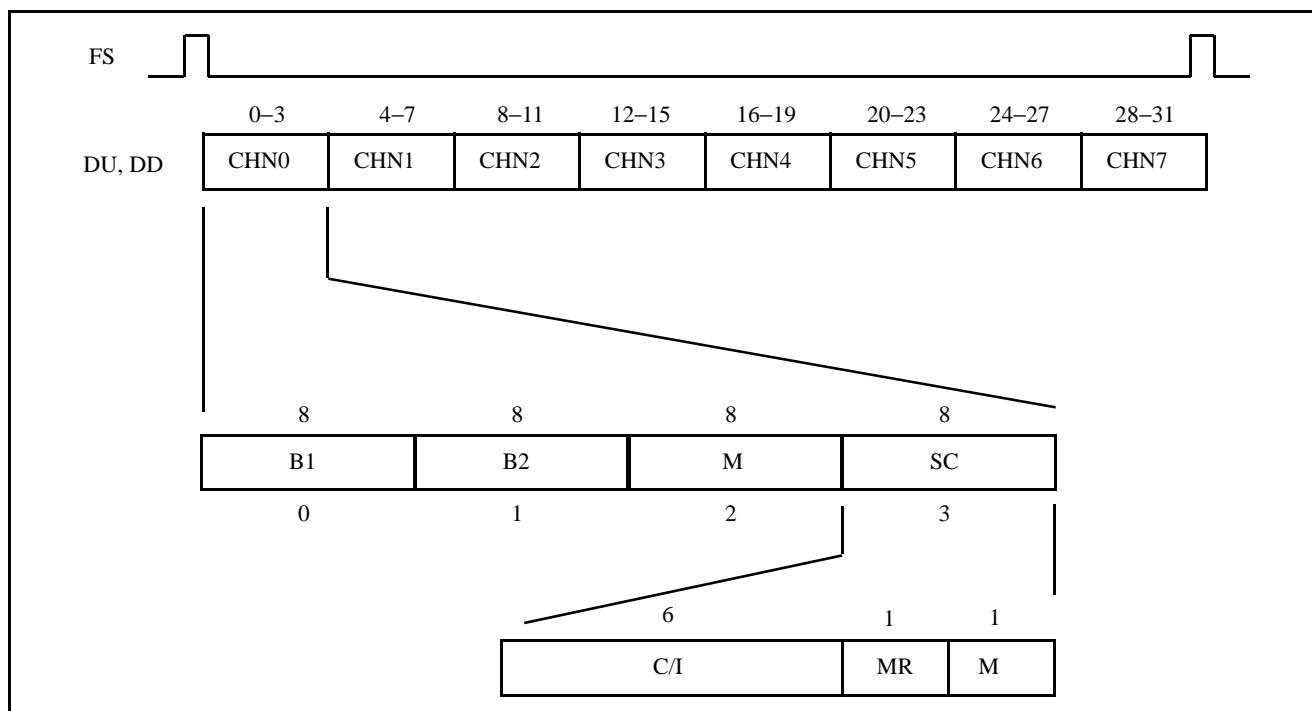 FS
0–3 4–7 8–11 12–15 16–19 20–23 24–27 28–31
DU, DD CHN0 CHN1 CHN2 CHN3 CHN4 CHN5 CHN6 CHN7
8 8 8 8
B1 B2 M SC
0 1 2 3
6 1 1
C/I MR M